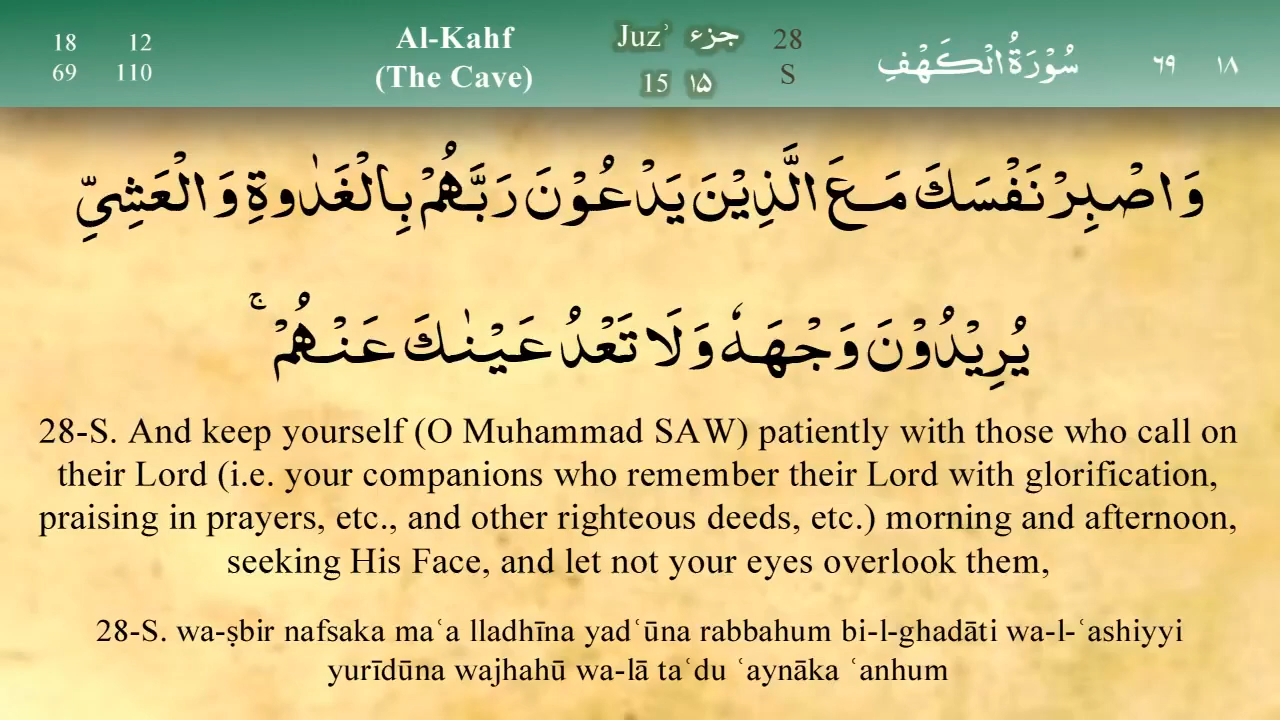 18 12 Al-Kahf Juzʾ جزء 28 سُوْرَةُ الْكَهْفِ ٦٩ ١٨
69 110 (The Cave) 15 ۱۵ S
وَاصْبِرْ نَفْسَكَ مَعَ الَّذِيْنَ يَدْعُوْنَ رَبَّهُمْ بِالْغَدٰوةِ وَالْعَشِيِّ
يُرِيْدُوْنَ وَجْهَهٗ وَلَا تَعْدُ عَيْنٰكَ عَنْهُمْ ۚ
28-S. And keep yourself (O Muhammad SAW) patiently with those who call on
their Lord (i.e. your companions who remember their Lord with glorification,
praising in prayers, etc., and other righteous deeds, etc.) morning and afternoon,
seeking His Face, and let not your eyes overlook them,
28-S. wa-ṣbir nafsaka maʿa lladhīna yadʿūna rabbahum bi-l-ghadāti wa-l-ʿashiyyi
yurīdūna wajhahū wa-lā taʿdu ʿaynāka ʿanhum